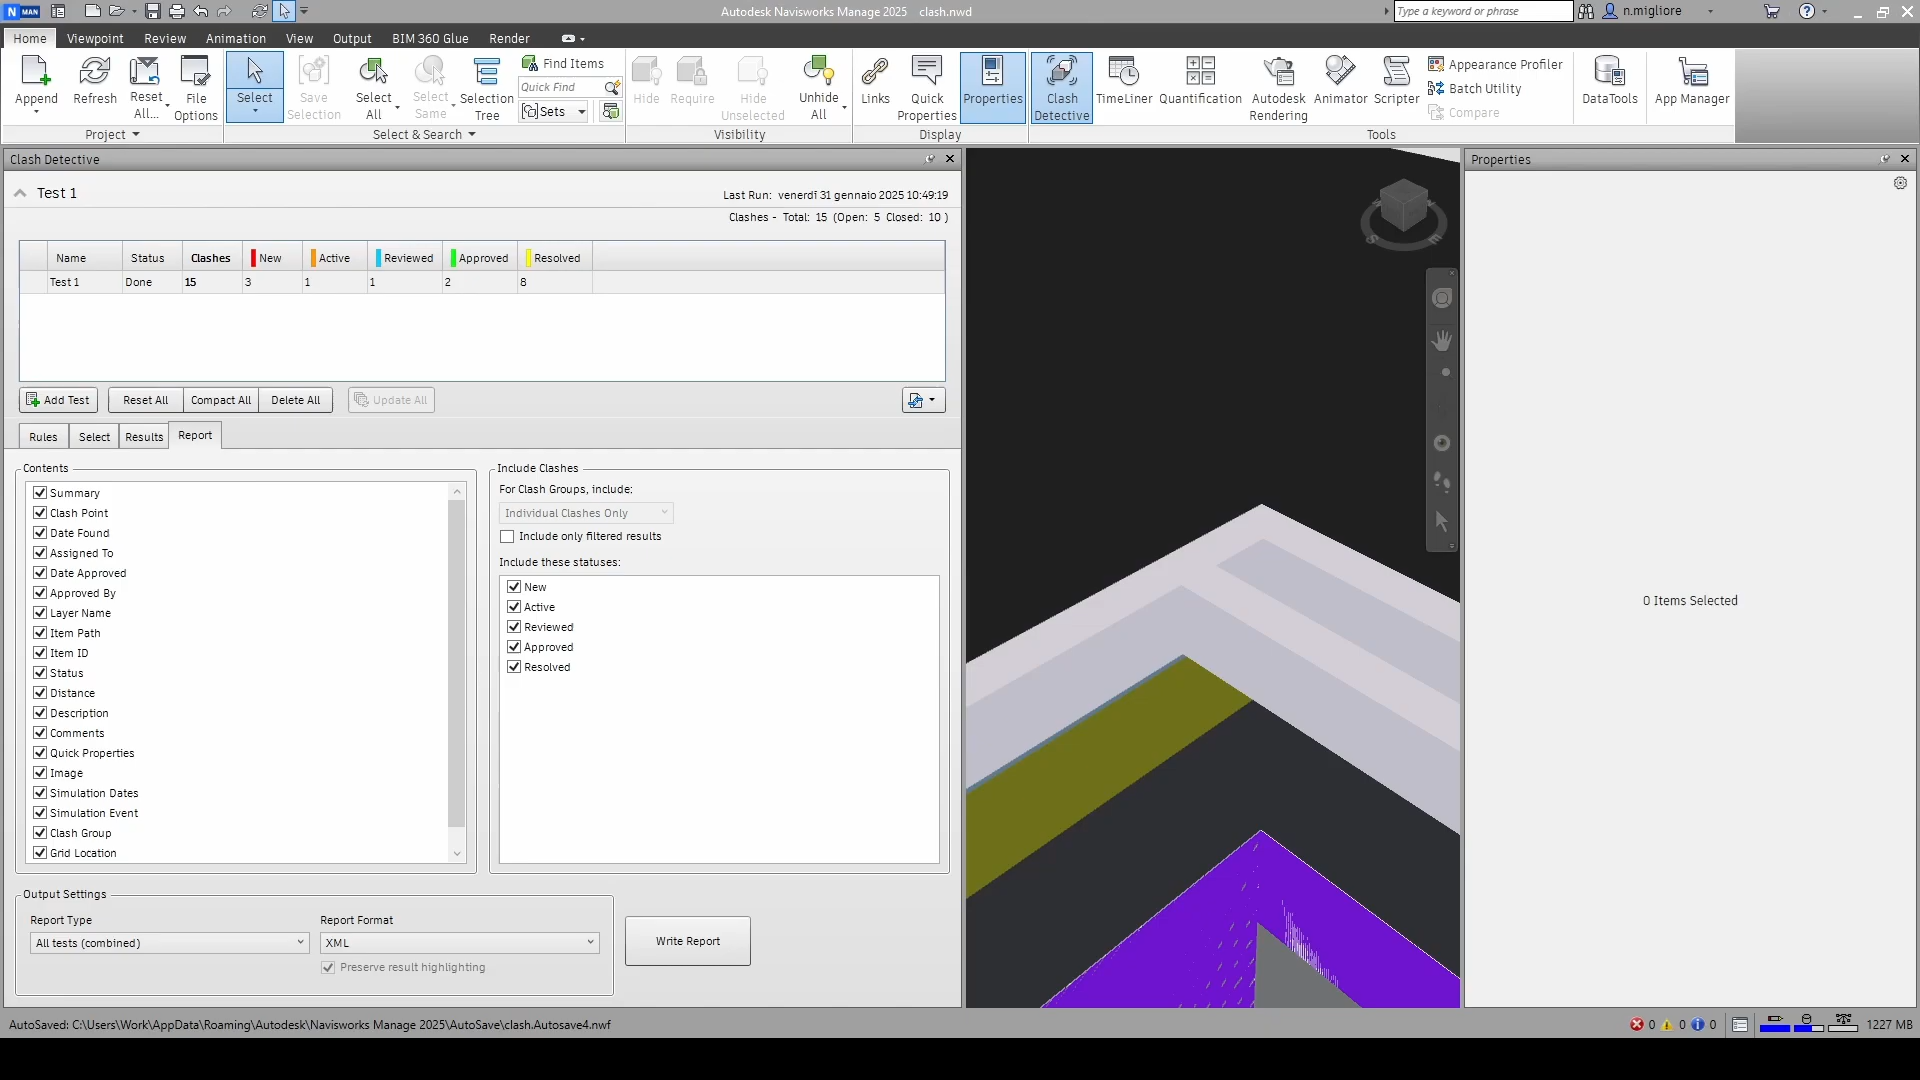 N MAN
Autodesk Navisworks Manage 2025 clash.nwd
Type a keyword or phrase
n.migliore
Home Viewpoint Review Animation View Output BIM 360 Glue Render
Append
Refresh
Reset All...
File Options
Select
Save Selection
Select All
Select Same
Selection Tree
Find Items
Quick Find
Sets
Hide
Require
Hide Unselected
Unhide All
Links
Quick Properties
Properties
Clash Detective
TimeLiner
Quantification
Autodesk Rendering
Animator
Scripter
Appearance Profiler
Batch Utility
Compare
DataTools
App Manager
Project
Select & Search
Visibility
Display
Tools
Clash Detective
Test 1
Last Run: venerdì 31 gennaio 2025 10:49:19
Clashes - Total: 15 (Open: 5 Closed: 10 )
Name Status Clashes New Active Reviewed Approved Resolved
Test 1 Done 15 3 1 1 2 8
Add Test Reset All Compact All Delete All Update All
Rules Select Results Report
Contents
Summary
Clash Point
Date Found
Assigned To
Date Approved
Approved By
Layer Name
Item Path
Item ID
Status
Distance
Description
Comments
Quick Properties
Image
Simulation Dates
Simulation Event
Clash Group
Grid Location
Include Clashes
For Clash Groups, include:
Individual Clashes Only
Include only filtered results
Include these statuses:
New
Active
Reviewed
Approved
Resolved
Output Settings
Report Type
All tests (combined)
Report Format
XML
Preserve result highlighting
Write Report
Properties
0 Items Selected
AutoSaved: C:\Users\Work\AppData\Roaming\Autodesk\Navisworks Manage 2025\AutoSave\clash.Autosave4.nwf
0 0 0
1227 MB